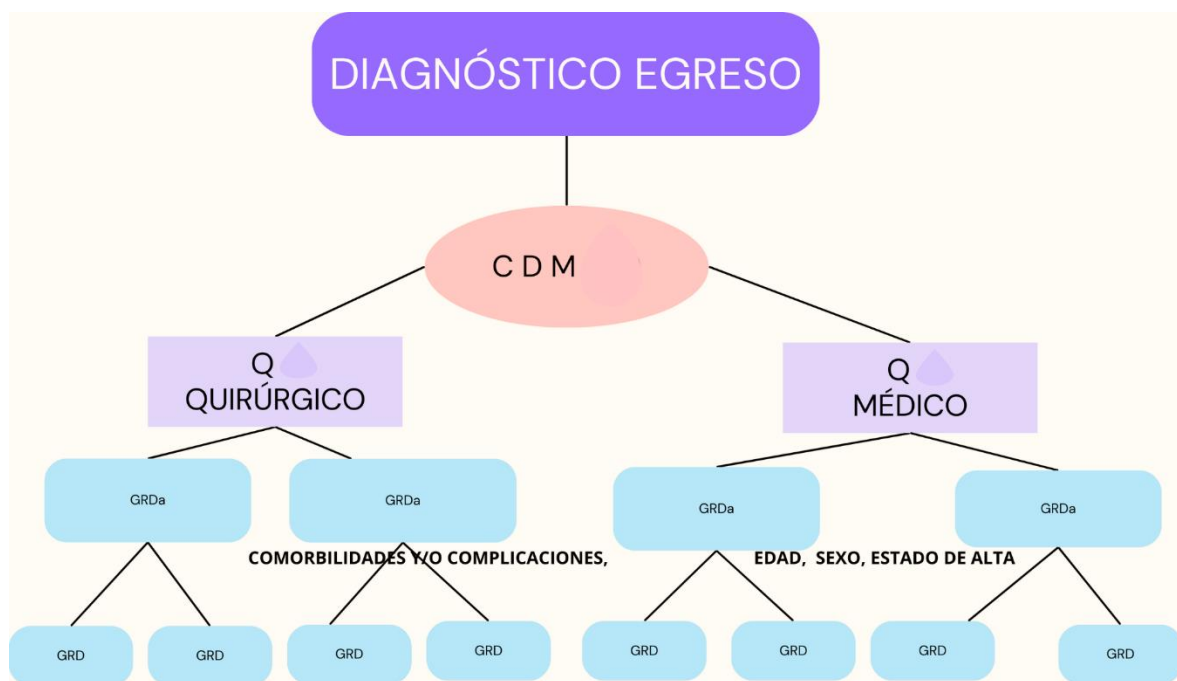 DIAGNÓSTICO EGRESO
C D M
Q
QUIRÚRGICO
Q
MÉDICO
GRDa
GRDa
GRDa
GRDa
COMORBILIDADES Y/O COMPLICACIONES,
EDAD, SEXO, ESTADO DE ALTA
GRD
GRD
GRD
GRD
GRD
GRD
GRD
GRD